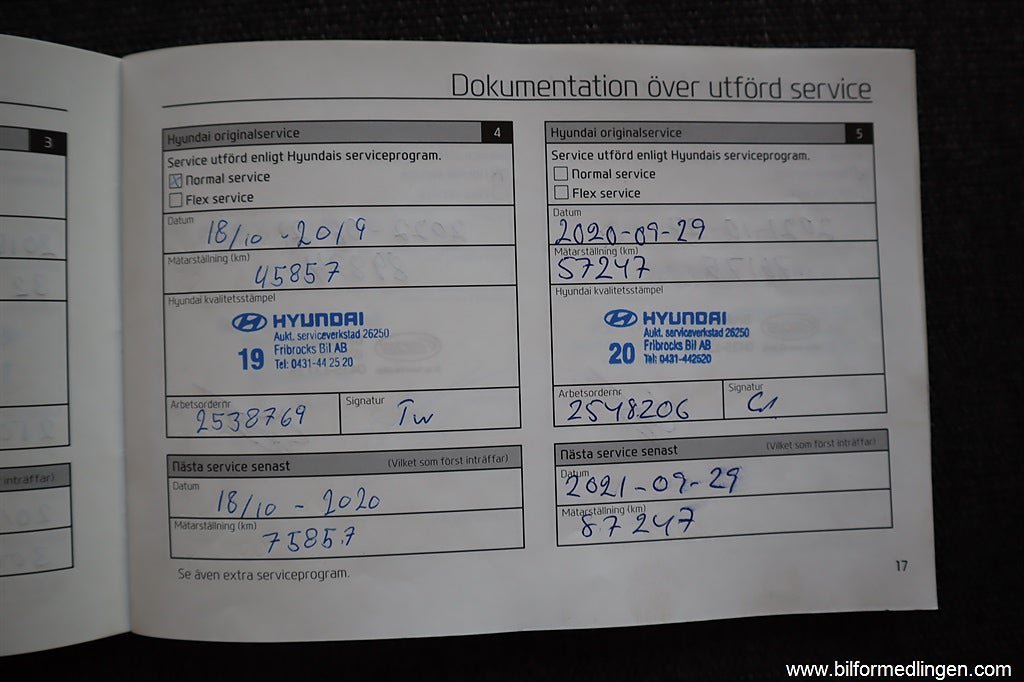 Dokumentation över utförd service
3
inträffar)
inträffar)
Hyundai originalservice 4
Service utförd enligt Hyundais serviceprogram.
Normal service
Flex service
Datum
18/10 - 2019
Mätarställning (km)
45857
Hyundai kvalitetsstämpel
HYUNDAI
Aukt. serviceverkstad 26250
19 Fribrocks Bil AB
Tel: 0431-44 25 20
Arbetsordernr
2538769
Signatur
TW
Nästa service senast (Vilket som först inträffar)
Datum
18/10 - 2020
Mätarställning (km)
75857
Se även extra serviceprogram.
Hyundai originalservice 5
Service utförd enligt Hyundais serviceprogram.
Normal service
Flex service
Datum
2020-09-29
Mätarställning (km)
57247
Hyundai kvalitetsstämpel
HYUNDAI
Aukt. serviceverkstad 26250
20 Fribrocks Bil AB
Tel: 0431-442520
Arbetsordernr
2548206
Signatur
Nästa service senast (Vilket som först inträffar)
Datum
2021-09-29
Mätarställning (km)
87247
17
www.bilformedlingen.com